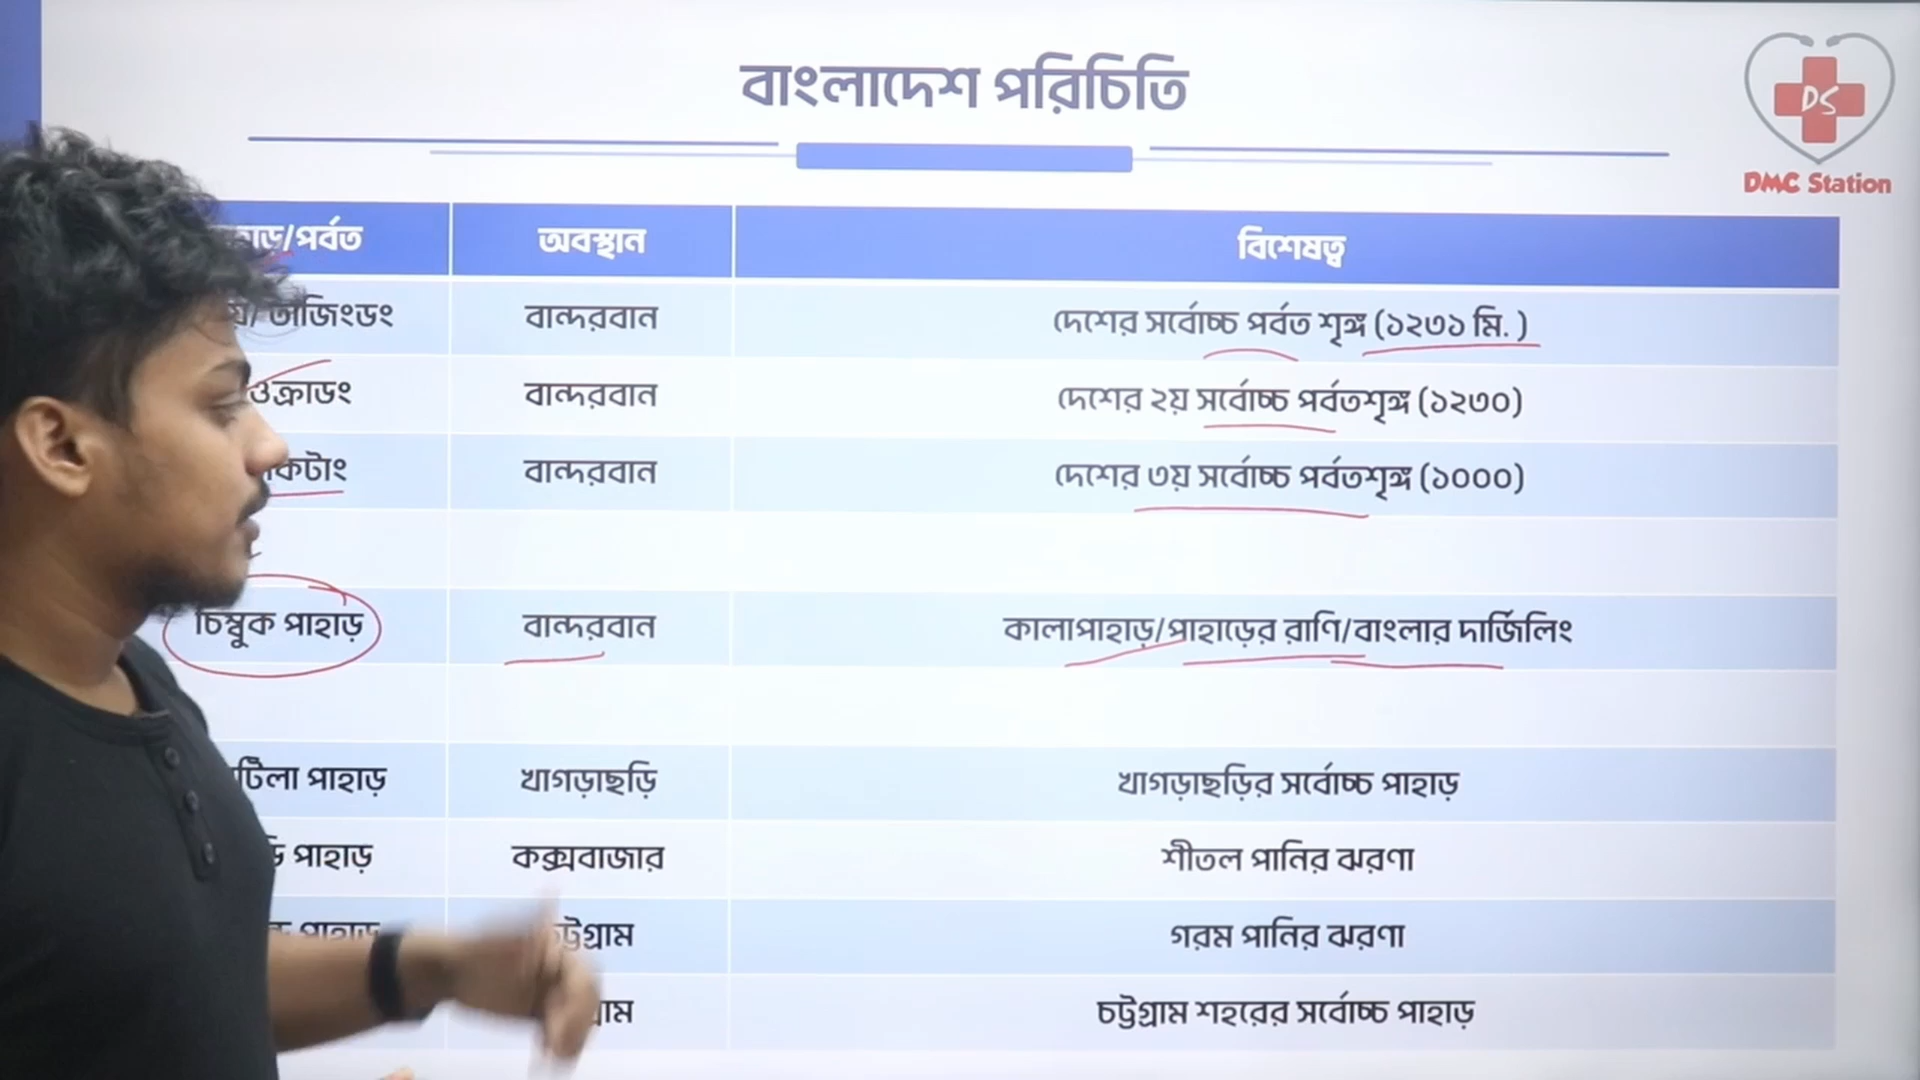 বাংলাদেশ পরিচিতি
DS
DMC Station
/পর্বত অবস্থান বিশেষত্ব
তাজিংডং বান্দরবান দেশের সর্বোচ্চ পর্বত শৃঙ্গ (১২৩১ মি. )
বান্দরবান দেশের ২য় সর্বোচ্চ পর্বতশৃঙ্গ (১২৩০)
বান্দরবান দেশের ৩য় সর্বোচ্চ পর্বতশৃঙ্গ (১০০০)
চিম্বুক পাহাড় বান্দরবান কালাপাহাড়/পাহাড়ের রাণি/বাংলার দার্জিলিং
পাহাড় খাগড়াছড়ি খাগড়াছড়ির সর্বোচ্চ পাহাড়
পাহাড় কক্সবাজার শীতল পানির ঝরণা
পাহাড় গরম পানির ঝরণা
চট্টগ্রাম শহরের সর্বোচ্চ পাহাড়